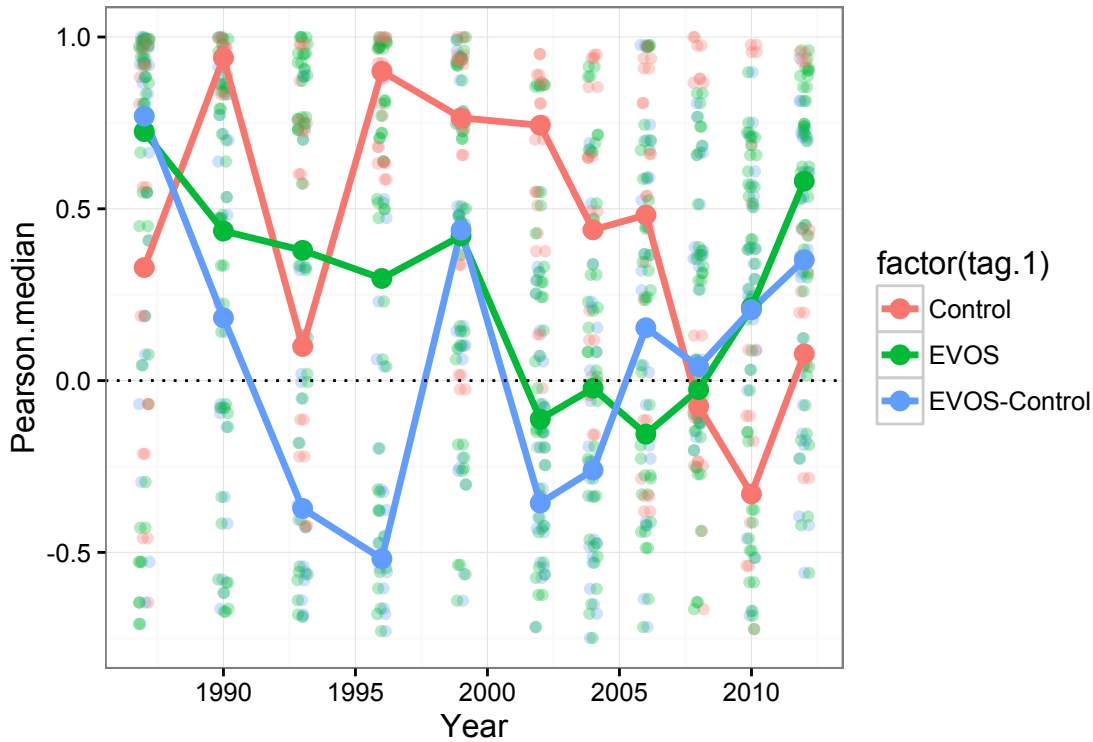 1.0
0.5
0.0
-0.5
Pearson.median
1990
1995
2000
2005
2010
Year
factor(tag.1)
Control
EVOS
EVOS-Control